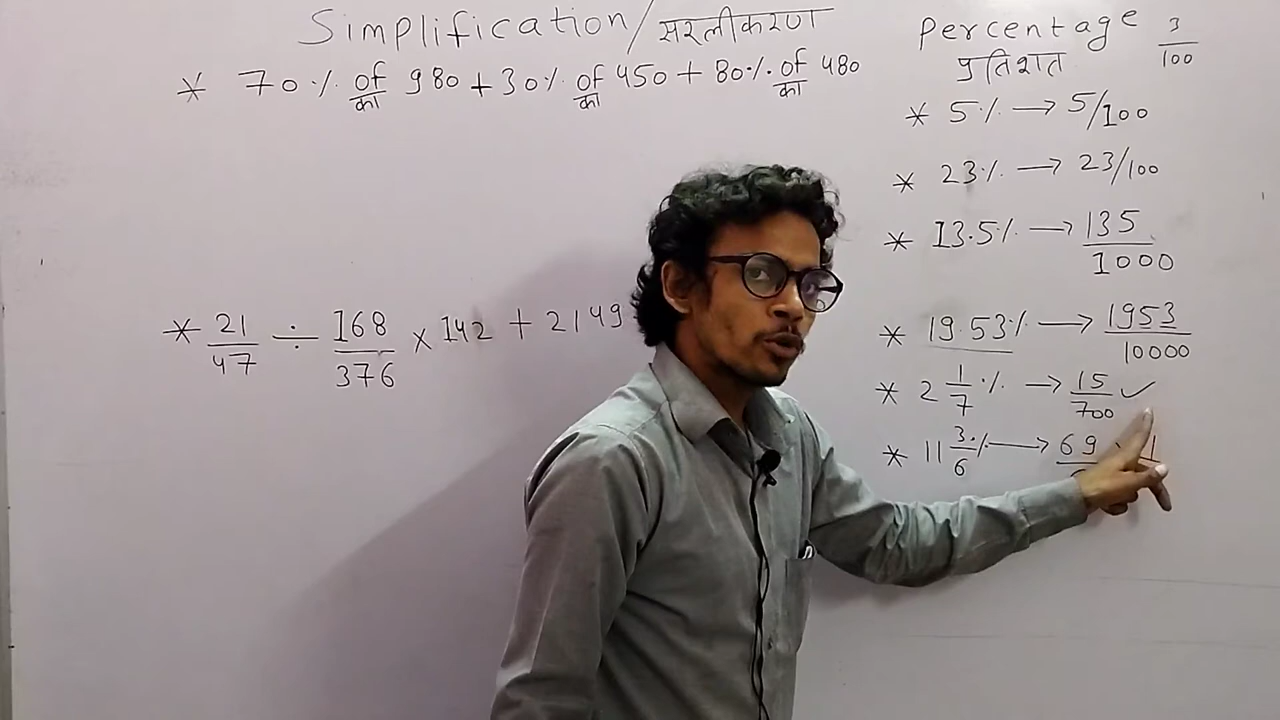 Simplification/सरलीकरण
* 70% of का 980 + 30% of का 450 + 80% of का 480
* 21/47 ÷ 168/376 × 142 + 2149
Percentage 3/100
प्रतिशत
* 5% → 5/100
* 23% → 23/100
* 13.5% → 135/1000
* 19.53% → 1953/10000
* 2 1/7 % → 15/700 ✓
* 11 3/6 % → 69